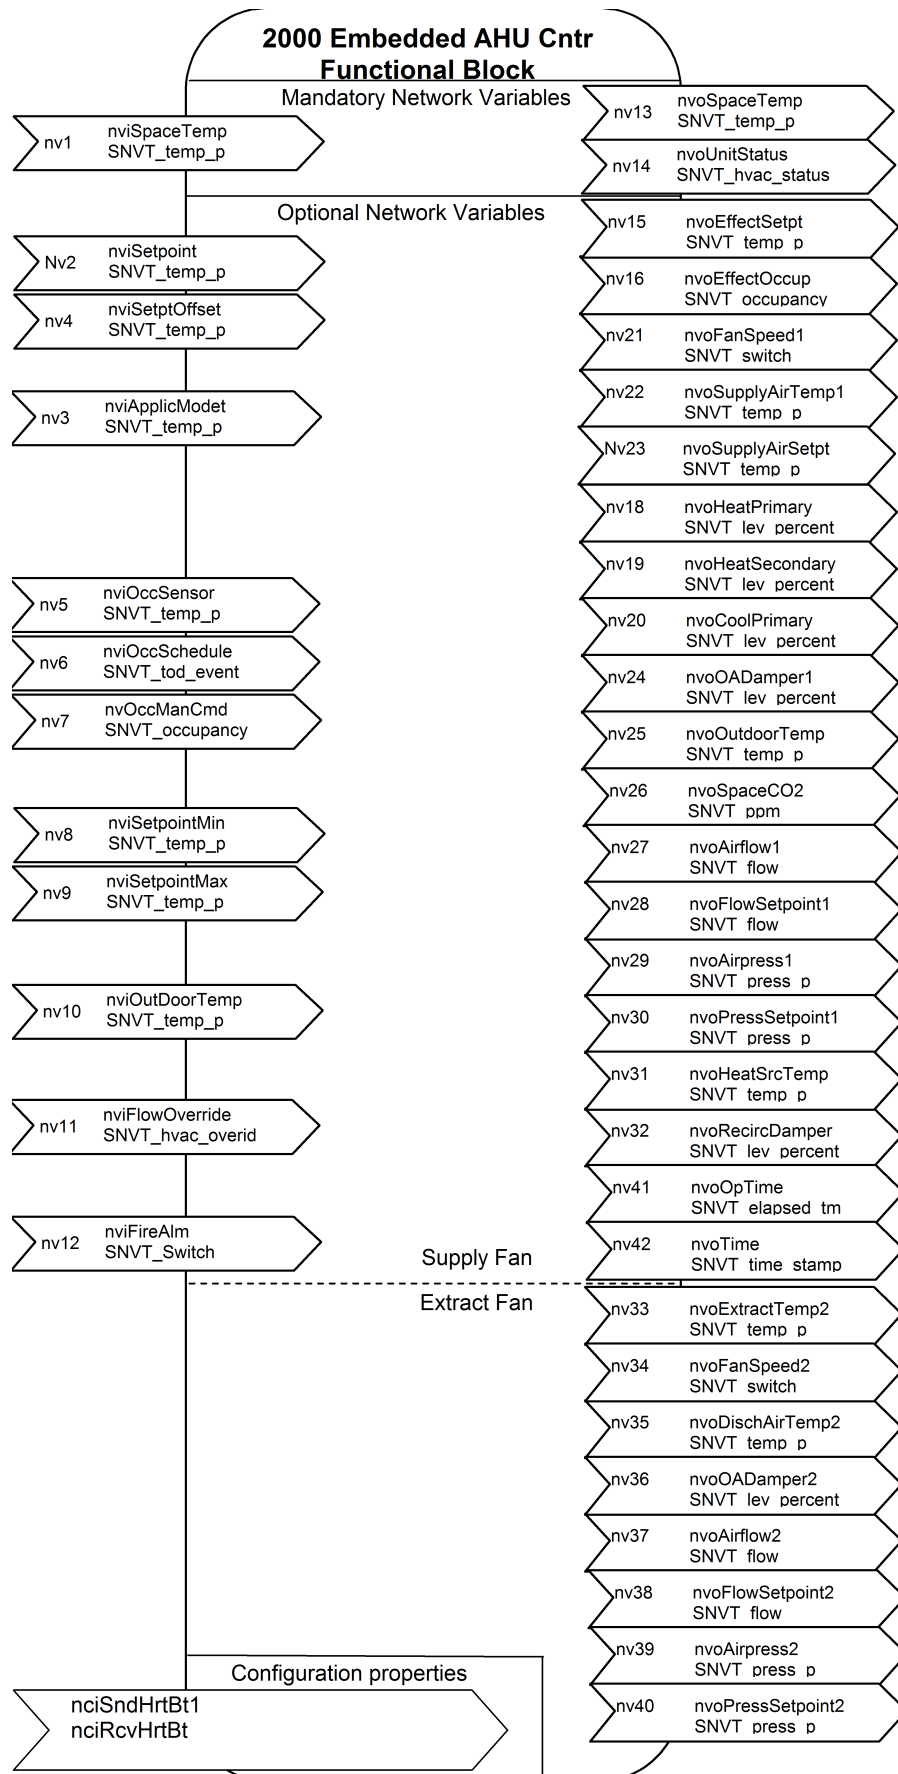 2000 Embedded AHU Cntr
Functional Block
Mandatory Network Variables
nv1
nviSpaceTemp
SNVT_temp_p
nv13
nvoSpaceTemp
SNVT_temp_p
nv14
nvoUnitStatus
SNVT_hvac_status
Optional Network Variables
Nv2
nviSetpoint
SNVT_temp_p
nv4
nviSetptOffset
SNVT_temp_p
nv3
nviApplicModet
SNVT_temp_p
nv5
nviOccSensor
SNVT_temp_p
nv6
nviOccSchedule
SNVT_tod_event
nv7
nvOccManCmd
SNVT_occupancy
nv8
nviSetpointMin
SNVT_temp_p
nv9
nviSetpointMax
SNVT_temp_p
nv10
nviOutDoorTemp
SNVT_temp_p
nv11
nviFlowOverride
SNVT_hvac_overid
nv12
nviFireAlm
SNVT_Switch
nv15
nvoEffectSetpt
SNVT_temp_p
nv16
nvoEffectOccup
SNVT_occupancy
nv21
nvoFanSpeed1
SNVT_switch
nv22
nvoSupplyAirTemp1
SNVT_temp_p
Nv23
nvoSupplyAirSetpt
SNVT_temp_p
nv18
nvoHeatPrimary
SNVT_lev_percent
nv19
nvoHeatSecondary
SNVT_lev_percent
nv20
nvoCoolPrimary
SNVT_lev_percent
nv24
nvoOADamper1
SNVT_lev_percent
nv25
nvoOutdoorTemp
SNVT_temp_p
nv26
nvoSpaceCO2
SNVT_ppm
nv27
nvoAirflow1
SNVT_flow
nv28
nvoFlowSetpoint1
SNVT_flow
nv29
nvoAirpress1
SNVT_press_p
nv30
nvoPressSetpoint1
SNVT_press_p
nv31
nvoHeatSrcTemp
SNVT_temp_p
nv32
nvoRecircDamper
SNVT_lev_percent
nv41
nvoOpTime
SNVT_elapsed_tm
nv42
nvoTime
SNVT_time_stamp
Supply Fan
Extract Fan
nv33
nvoExtractTemp2
SNVT_temp_p
nv34
nvoFanSpeed2
SNVT_switch
nv35
nvoDischAirTemp2
SNVT_temp_p
nv36
nvoOADamper2
SNVT_lev_percent
nv37
nvoAirflow2
SNVT_flow
nv38
nvoFlowSetpoint2
SNVT_flow
nv39
nvoAirpress2
SNVT_press_p
nv40
nvoPressSetpoint2
SNVT_press_p
Configuration properties
nciSndHrtBt1
nciRcvHrtBt